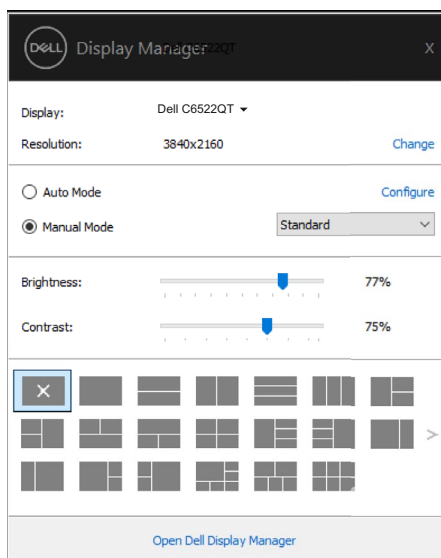 DELL Display Manager X
Display: Dell C6522QT
Resolution: 3840x2160 Change
Auto Mode Configure
Manual Mode Standard
Brightness: 77%
Contrast: 75%
Open Dell Display Manager